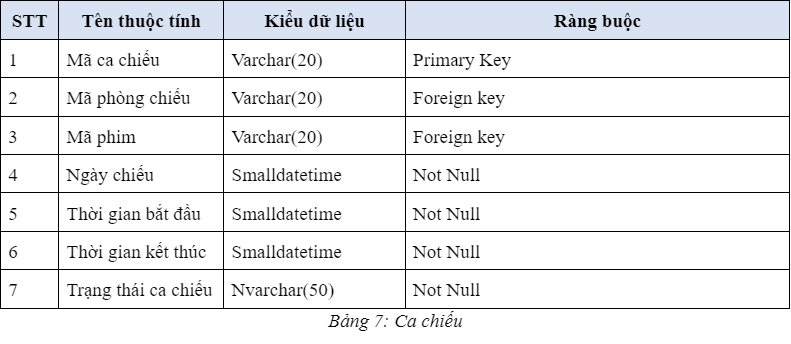 STT Tên thuộc tính Kiểu dữ liệu Ràng buộc
1 Mã ca chiếu Varchar(20) Primary Key
2 Mã phòng chiếu Varchar(20) Foreign key
3 Mã phim Varchar(20) Foreign key
4 Ngày chiếu Smalldatetime Not Null
5 Thời gian bắt đầu Smalldatetime Not Null
6 Thời gian kết thúc Smalldatetime Not Null
7 Trạng thái ca chiếu Nvarchar(50) Not Null
Bảng 7: Ca chiếu